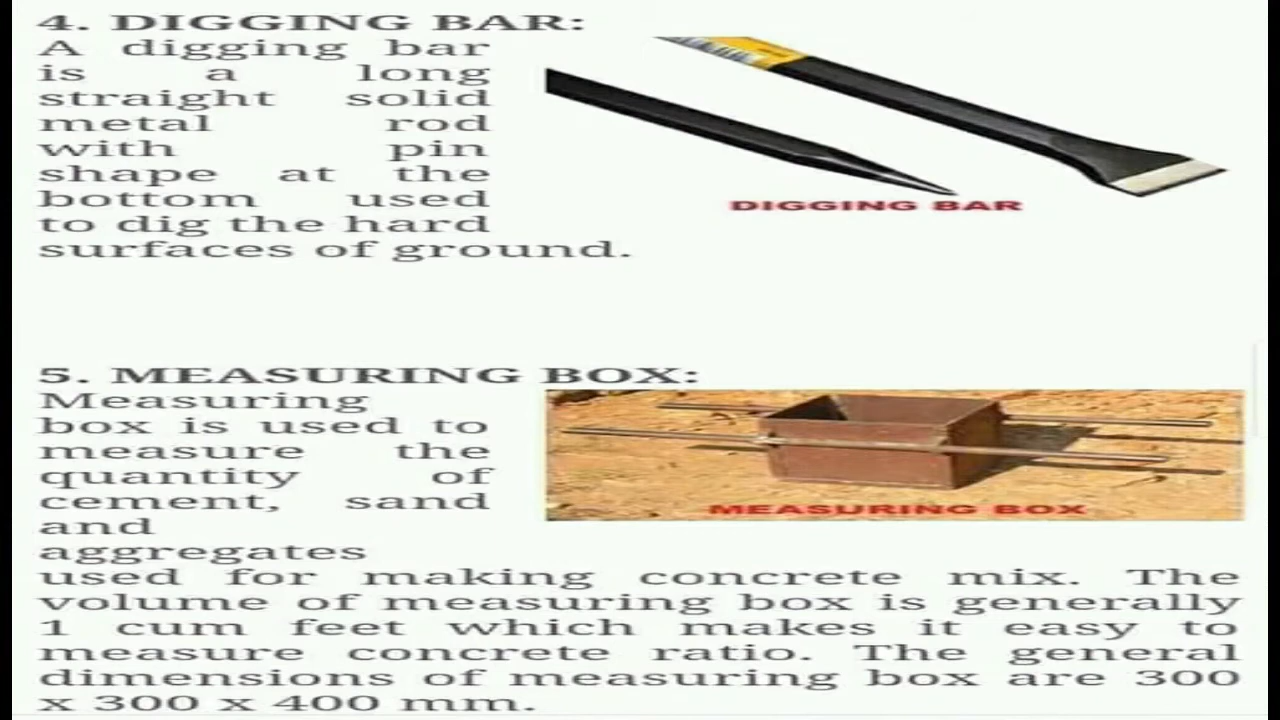 4. DIGGING BAR:
A digging bar
is a long
straight solid
metal rod
with pin
shape at the
bottom used
to dig the hard
surfaces of ground.
DIGGING BAR
5. MEASURING BOX:
Measuring
box is used to
measure the
quantity of
cement, sand
and
aggregates
MEASURING BOX
used for making concrete mix. The
volume of measuring box is generally
1 cum feet which makes it easy to
measure concrete ratio. The general
dimensions of measuring box are 300
x 300 x 400 mm.